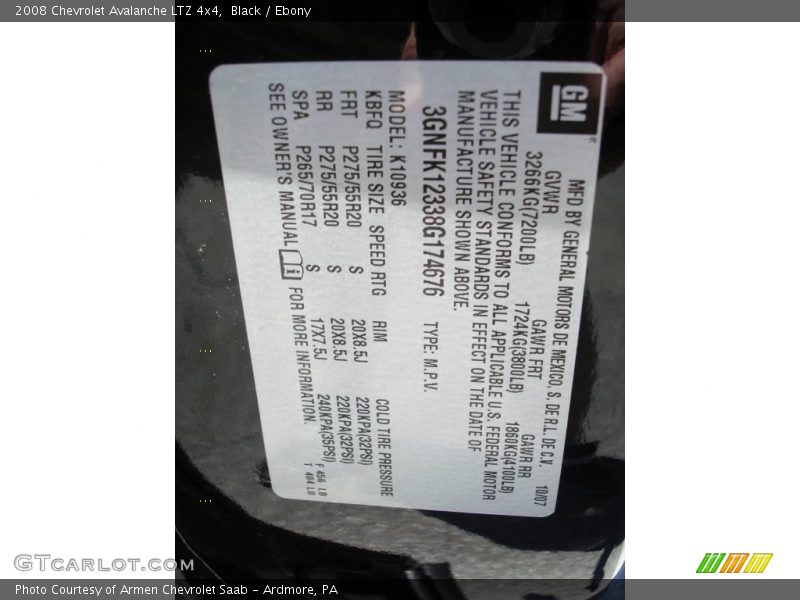 2008 Chevrolet Avalanche LTZ 4x4, Black / Ebony
GM
MFD BY GENERAL MOTORS DE MEXICO, S. DE R.L. DE C.V. 10/07
GVWR GAWR FRT GAWR RR
3266KG(7200LB) 1724KG(3800LB) 1860KG(4100LB)
THIS VEHICLE CONFORMS TO ALL APPLICABLE U.S. FEDERAL MOTOR
VEHICLE SAFETY STANDARDS IN EFFECT ON THE DATE OF
MANUFACTURE SHOWN ABOVE.
3GNFK12338G174676 TYPE: M.P.V.
MODEL: K10936
KBFQ TIRE SIZE SPEED RTG RIM COLD TIRE PRESSURE
FRT P275/55R20 S 20X8.5J 220KPA(32PSI)
RR P275/55R20 S 20X8.5J 220KPA(32PSI)
SPA P265/70R17 S 17X7.5J 240KPA(35PSI) F 456 LB
T 404 LB
SEE OWNER'S MANUAL i FOR MORE INFORMATION.
GTcarlot.com
Photo Courtesy of Armen Chevrolet Saab - Ardmore, PA